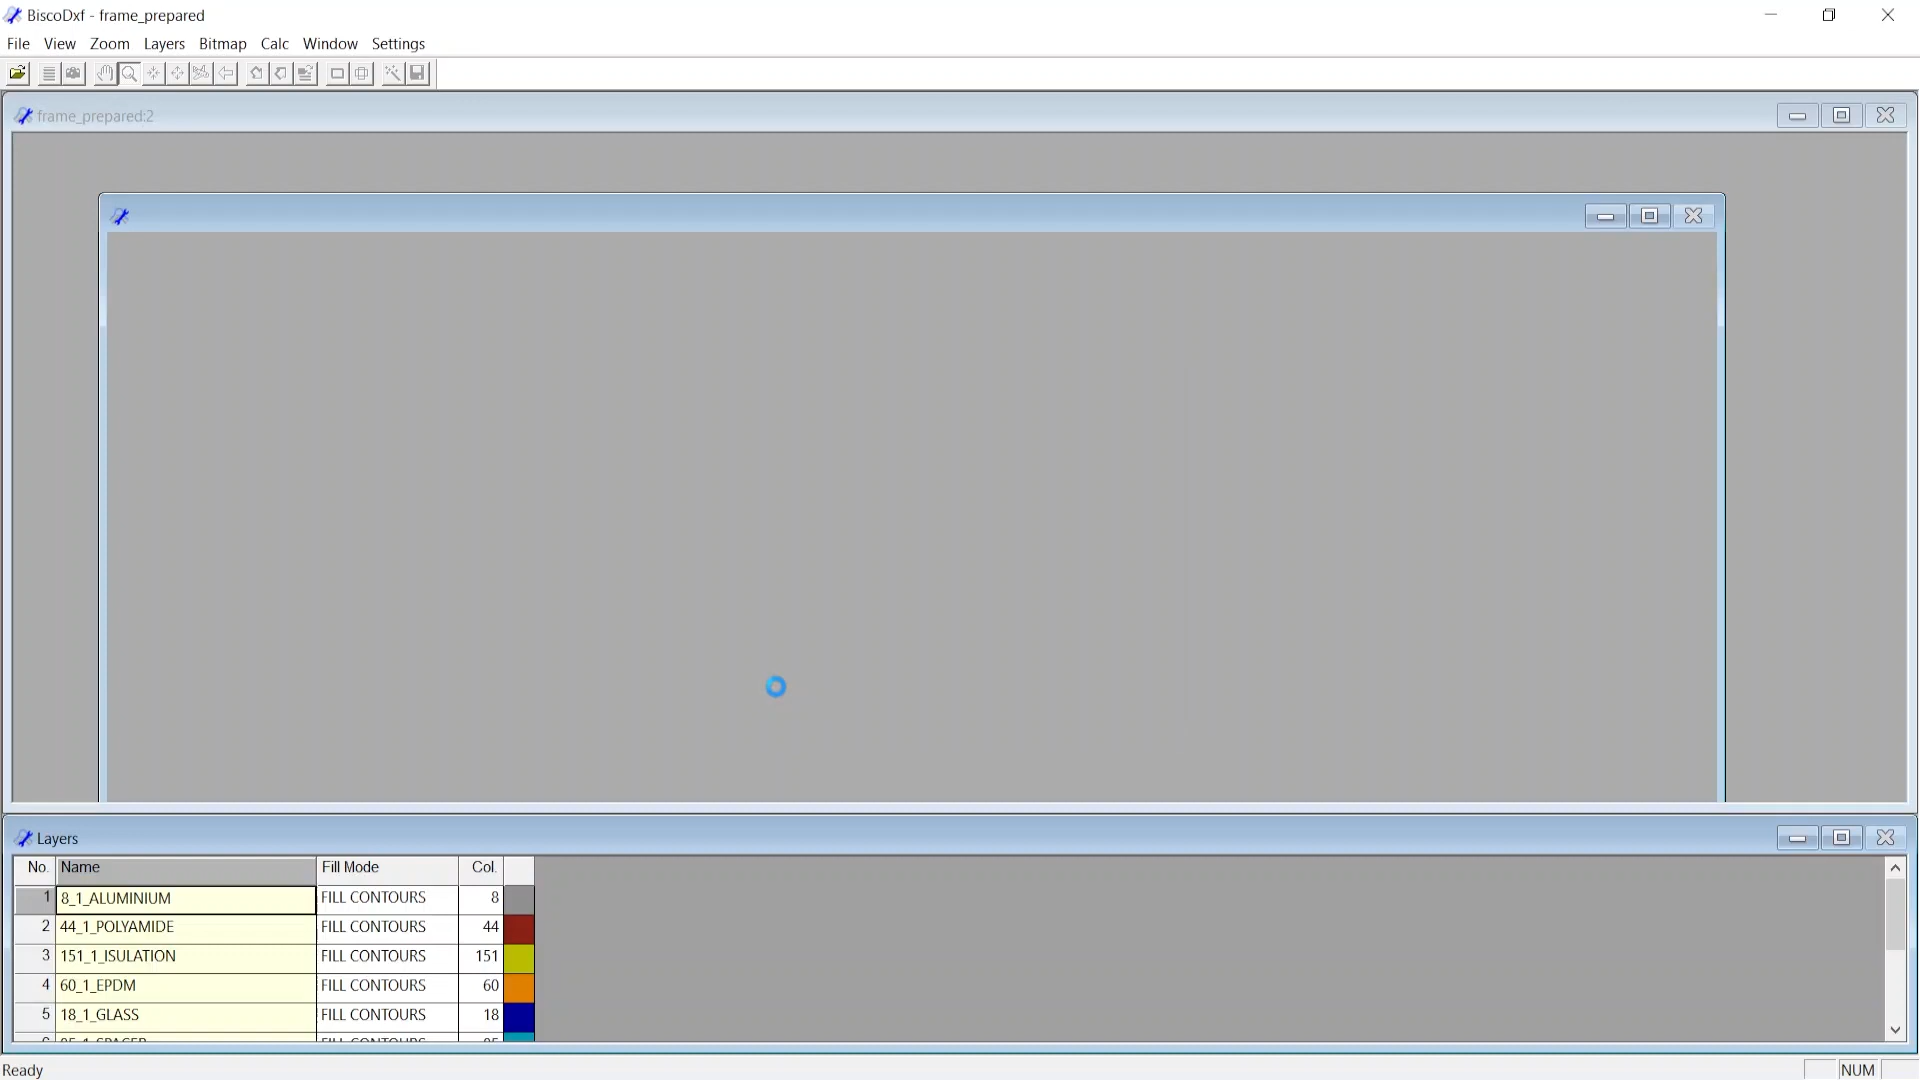 BiscoDxf - frame_prepared
File View Zoom Layers Bitmap Calc Window Settings
frame_prepared:2
Layers
No. Name Fill Mode Col.
1 8_1_ALUMINIUM FILL CONTOURS 8
2 44_1_POLYAMIDE FILL CONTOURS 44
3 151_1_ISULATION FILL CONTOURS 151
4 60_1_EPDM FILL CONTOURS 60
5 18_1_GLASS FILL CONTOURS 18
Ready NUM